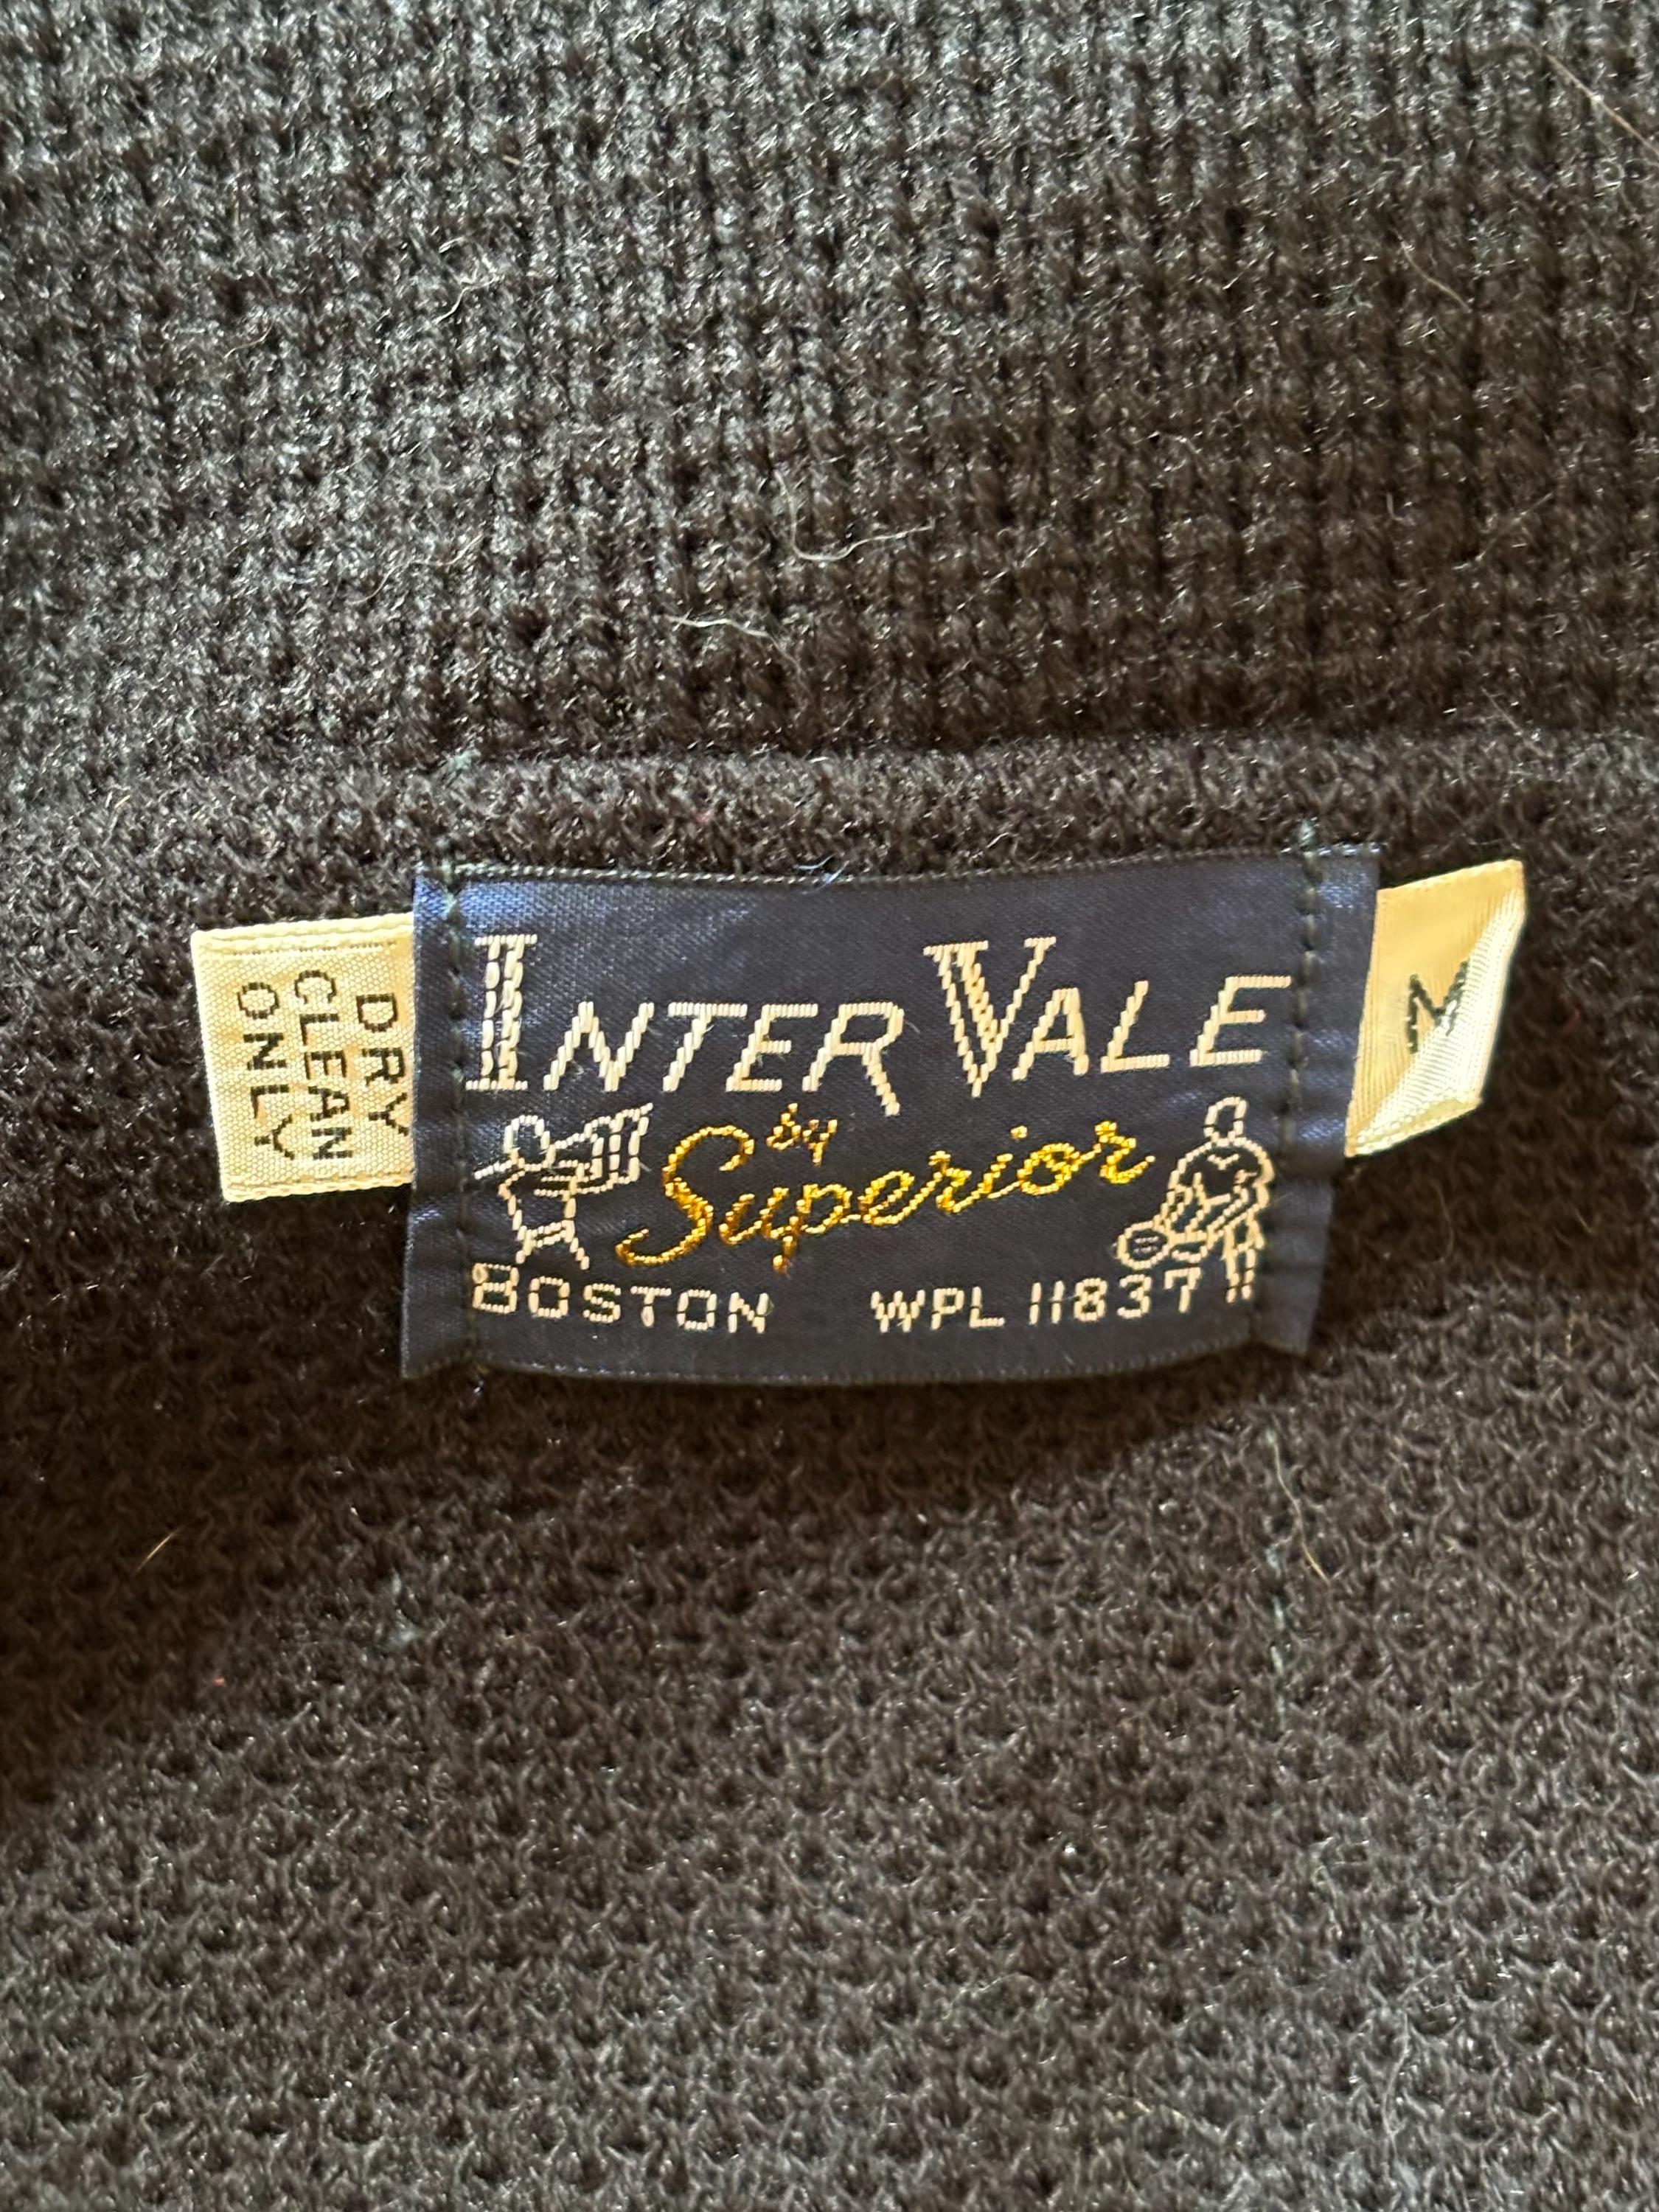 INTER VALE
by
Superior
BOSTON WPL 11837
DRY
CLEAN
ONLY
M